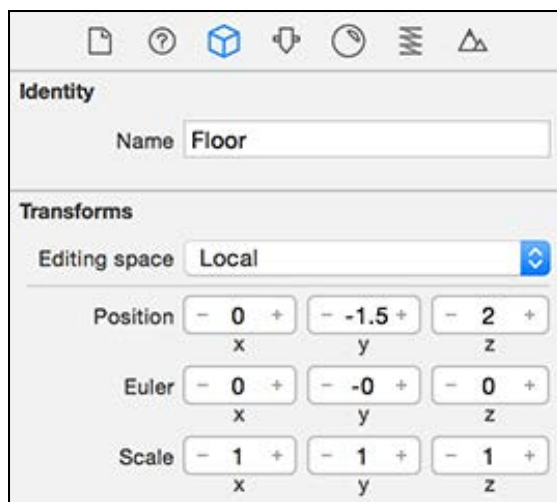 ?
Identity
Name Floor
Transforms
Editing space Local
Position − 0 + − -1.5 + − 2 +
x y z
Euler − 0 + − -0 + − 0 +
x y z
Scale − 1 + − 1 + − 1 +
x y z